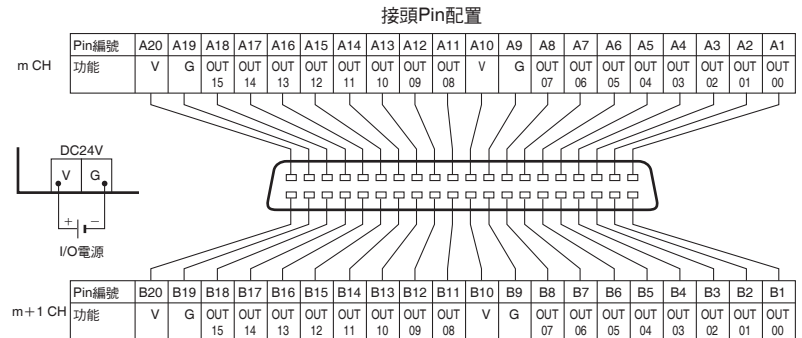 接頭Pin配置
m CH
Pin編號 A20 A19 A18 A17 A16 A15 A14 A13 A12 A11 A10 A9 A8 A7 A6 A5 A4 A3 A2 A1
功能 V G OUT 15 OUT 14 OUT 13 OUT 12 OUT 11 OUT 10 OUT 09 OUT 08 V G OUT 07 OUT 06 OUT 05 OUT 04 OUT 03 OUT 02 OUT 01 OUT 00
DC24V
V G
+ −
I/O電源
m+1 CH
Pin編號 B20 B19 B18 B17 B16 B15 B14 B13 B12 B11 B10 B9 B8 B7 B6 B5 B4 B3 B2 B1
功能 V G OUT 15 OUT 14 OUT 13 OUT 12 OUT 11 OUT 10 OUT 09 OUT 08 V G OUT 07 OUT 06 OUT 05 OUT 04 OUT 03 OUT 02 OUT 01 OUT 00